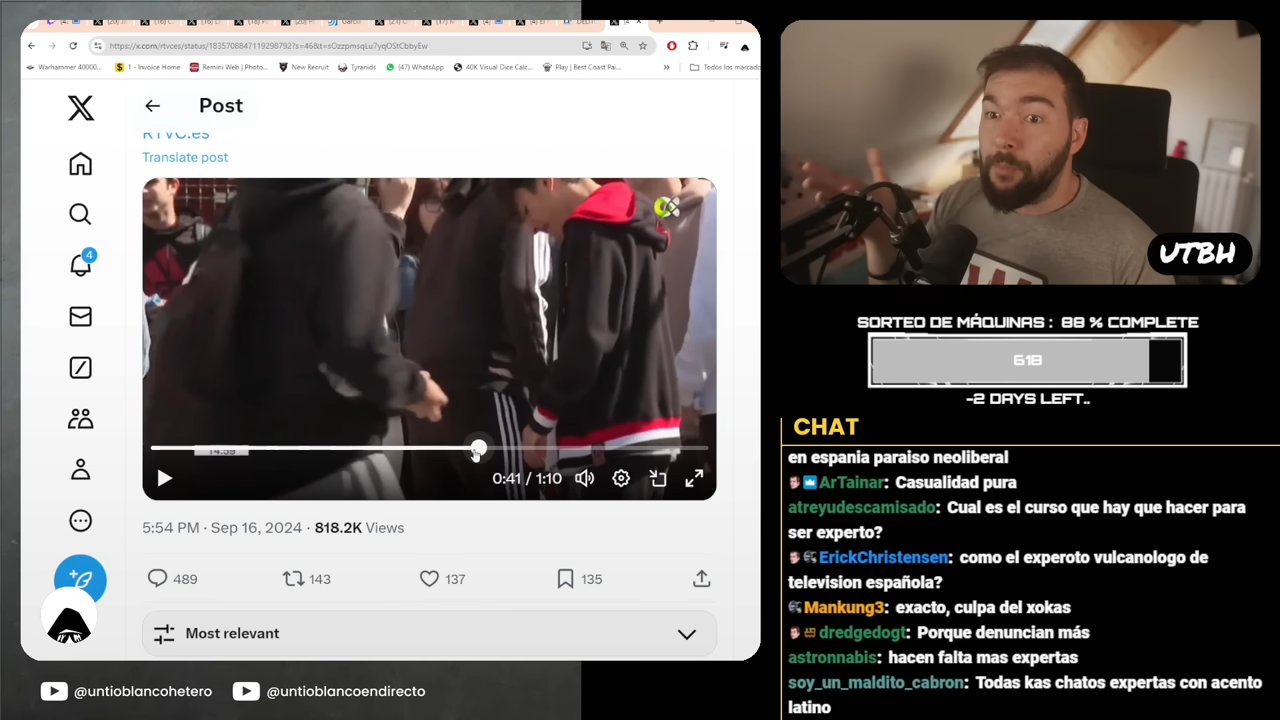 https://x.com/rtvces/status/1835708847119298792?s=46&t=sOzzpmsqLu7yqOStCbbyEw
Warhammer 40000...
1 - Invoice Home
Remini Web | Photo...
New Recruit
Tyranids
(47) WhatsApp
40K Visual Dice Calc...
Play | Best Coast Pai...
»
Todos los marcado
Post
RTVC.es
Translate post
14:59
0:41 / 1:10
5:54 PM · Sep 16, 2024 · 818.2K Views
489
143
137
135
Most relevant
4
@untioblancohetero
@untioblancoendirecto
UTBH
SORTEO DE MÁQUINAS : 88 % COMPLETE
618
-2 DAYS LEFT..
CHAT
en espania paraiso neoliberal
ArTainar: Casualidad pura
atreyudescamisado: Cual es el curso que hay que hacer para
ser experto?
ErickChristensen: como el experoto vulcanologo de
television española?
Mankung3: exacto, culpa del xokas
dredgedogt: Porque denuncian más
astronnabis: hacen falta mas expertas
soy_un_maldito_cabron: Todas kas chatos expertas con acento
latino